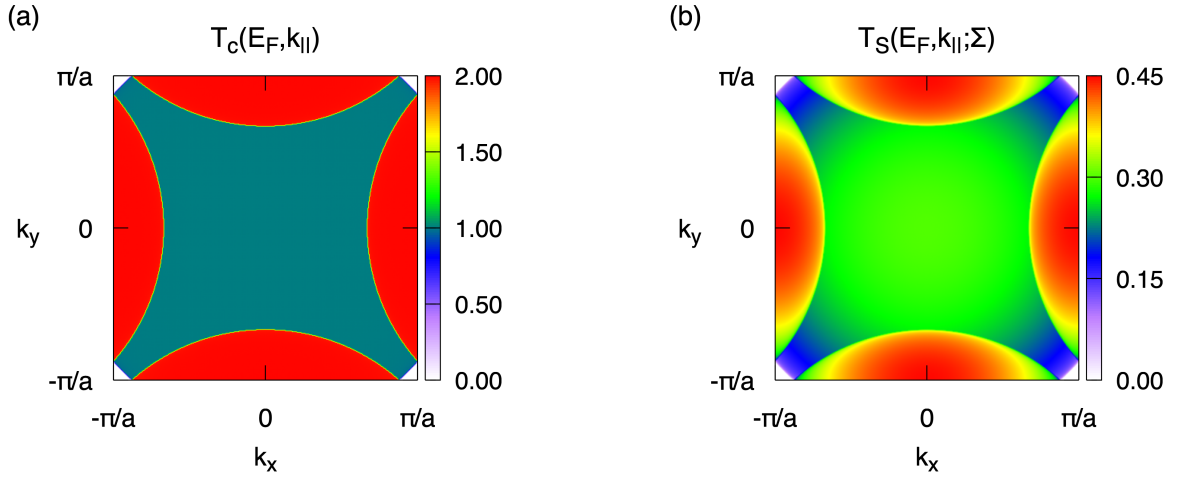 (a)
T_c(E_F,k_||)
π/a
0
-π/a
k_y
-π/a
0
π/a
k_x
2.00
1.50
1.00
0.50
0.00
(b)
T_S(E_F,k_||;Σ)
π/a
0
-π/a
k_y
-π/a
0
π/a
k_x
0.45
0.30
0.15
0.00